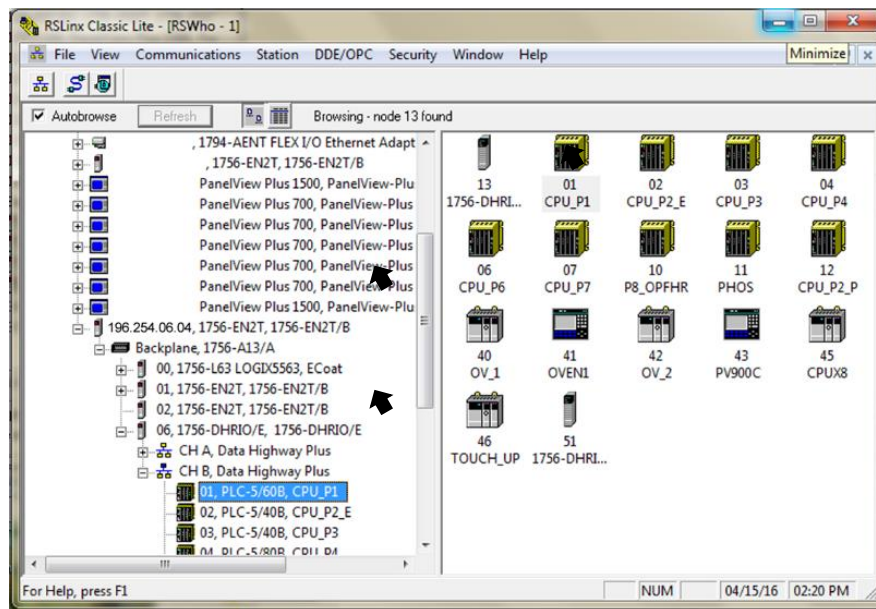 RSLinx Classic Lite - [RSWho - 1]
File View Communications Station DDE/OPC Security Window Help
Minimize
Autobrowse Refresh Browsing - node 13 found
, 1794-AENT FLEX I/O Ethernet Adapt
, 1756-EN2T, 1756-EN2T/B
PanelView Plus 1500, PanelView-Plu
PanelView Plus 700, PanelView-Plus
PanelView Plus 700, PanelView-Plus
PanelView Plus 700, PanelView-Plus
PanelView Plus 700, PanelView-Plus
PanelView Plus 700, PanelView-Plus
PanelView Plus 1500, PanelView-Plu
196.254.06.04, 1756-EN2T, 1756-EN2T/B
Backplane, 1756-A13/A
00, 1756-L63 LOGIX5563, ECoat
01, 1756-EN2T, 1756-EN2T/B
02, 1756-EN2T, 1756-EN2T/B
06, 1756-DHRIO/E, 1756-DHRIO/E
CH A, Data Highway Plus
CH B, Data Highway Plus
01, PLC-5/60B, CPU_P1
02, PLC-5/40B, CPU_P2_E
03, PLC-5/40B, CPU_P3
04, PLC-5/80B, CPU_P4
13 01 02 03 04
1756-DHRI... CPU_P1 CPU_P2_E CPU_P3 CPU_P4
06 07 10 11 12
CPU_P6 CPU_P7 P8_OPFHR PHOS CPU_P2_P
40 41 42 43 45
OV_1 OVEN1 OV_2 PV900C CPUX8
46 51
TOUCH_UP 1756-DHRI...
For Help, press F1 NUM 04/15/16 02:20 PM